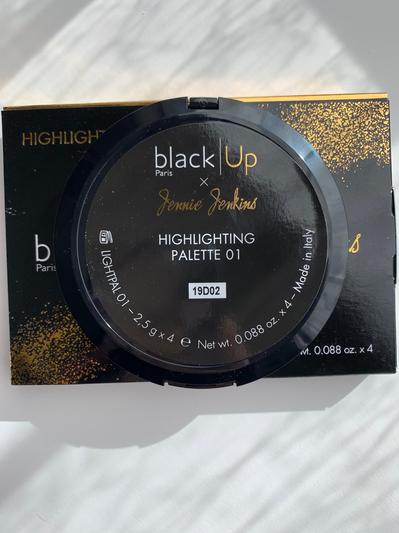 HIGHLIGHT
black|Up
Paris
×
Jennie Jenkins
HIGHLIGHTING
PALETTE 01
19D02
LIGHTPAL 01 – 2,5 g x 4 ℮ Net wt. 0.088 oz. x 4 – Made in Italy
b
Paris
s
. 0.088 oz. x 4